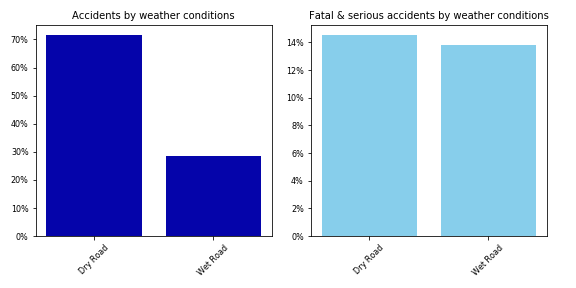 Accidents by weather conditions
70%
60%
50%
40%
30%
20%
10%
0%
Dry Road
Wet Road
Fatal & serious accidents by weather conditions
14%
12%
10%
8%
6%
4%
2%
0%
Dry Road
Wet Road